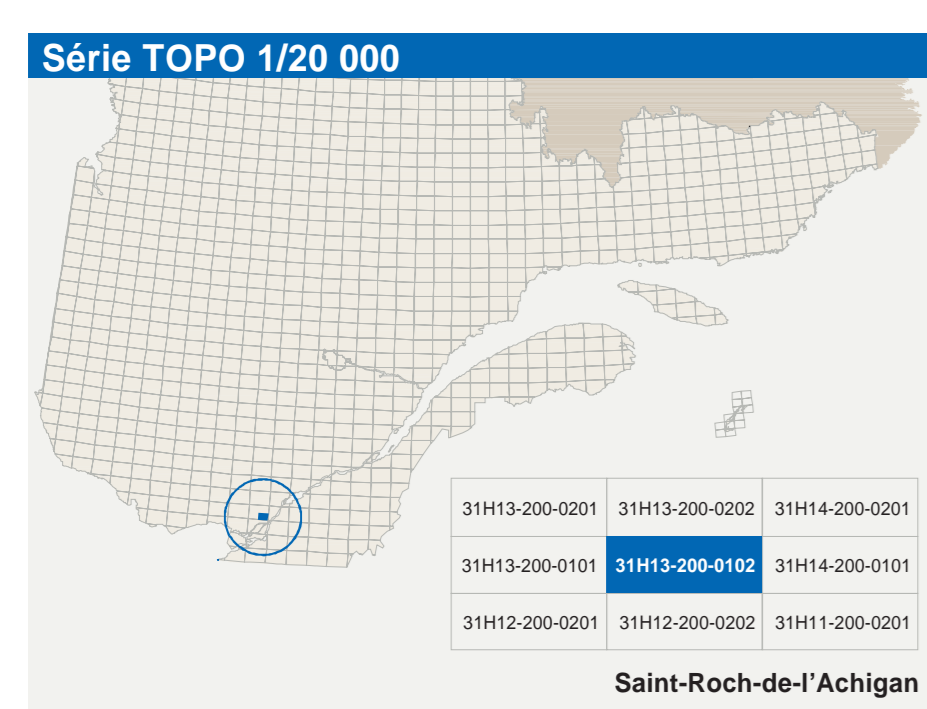 Série TOPO 1/20 000
31H13-200-0201 31H13-200-0202 31H14-200-0201
31H13-200-0101 31H13-200-0102 31H14-200-0101
31H12-200-0201 31H12-200-0202 31H11-200-0201
Saint-Roch-de-l’Achigan